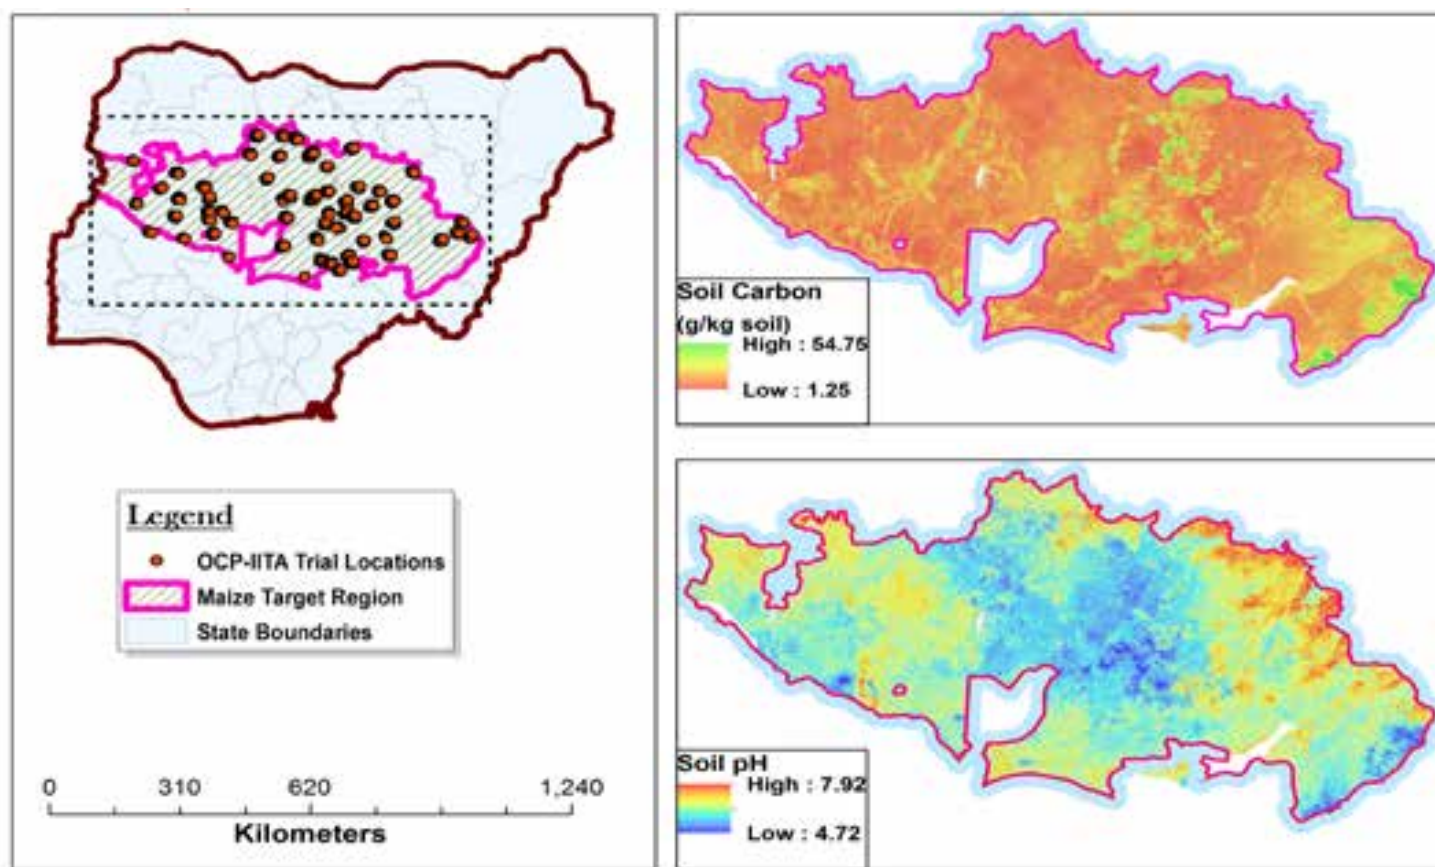 Legend
OCP-IITA Trial Locations
Maize Target Region
State Boundaries
0 310 620 1,240
Kilometers
Soil Carbon
(g/kg soil)
High : 54.75
Low : 1.25
Soil pH
High : 7.92
Low : 4.72